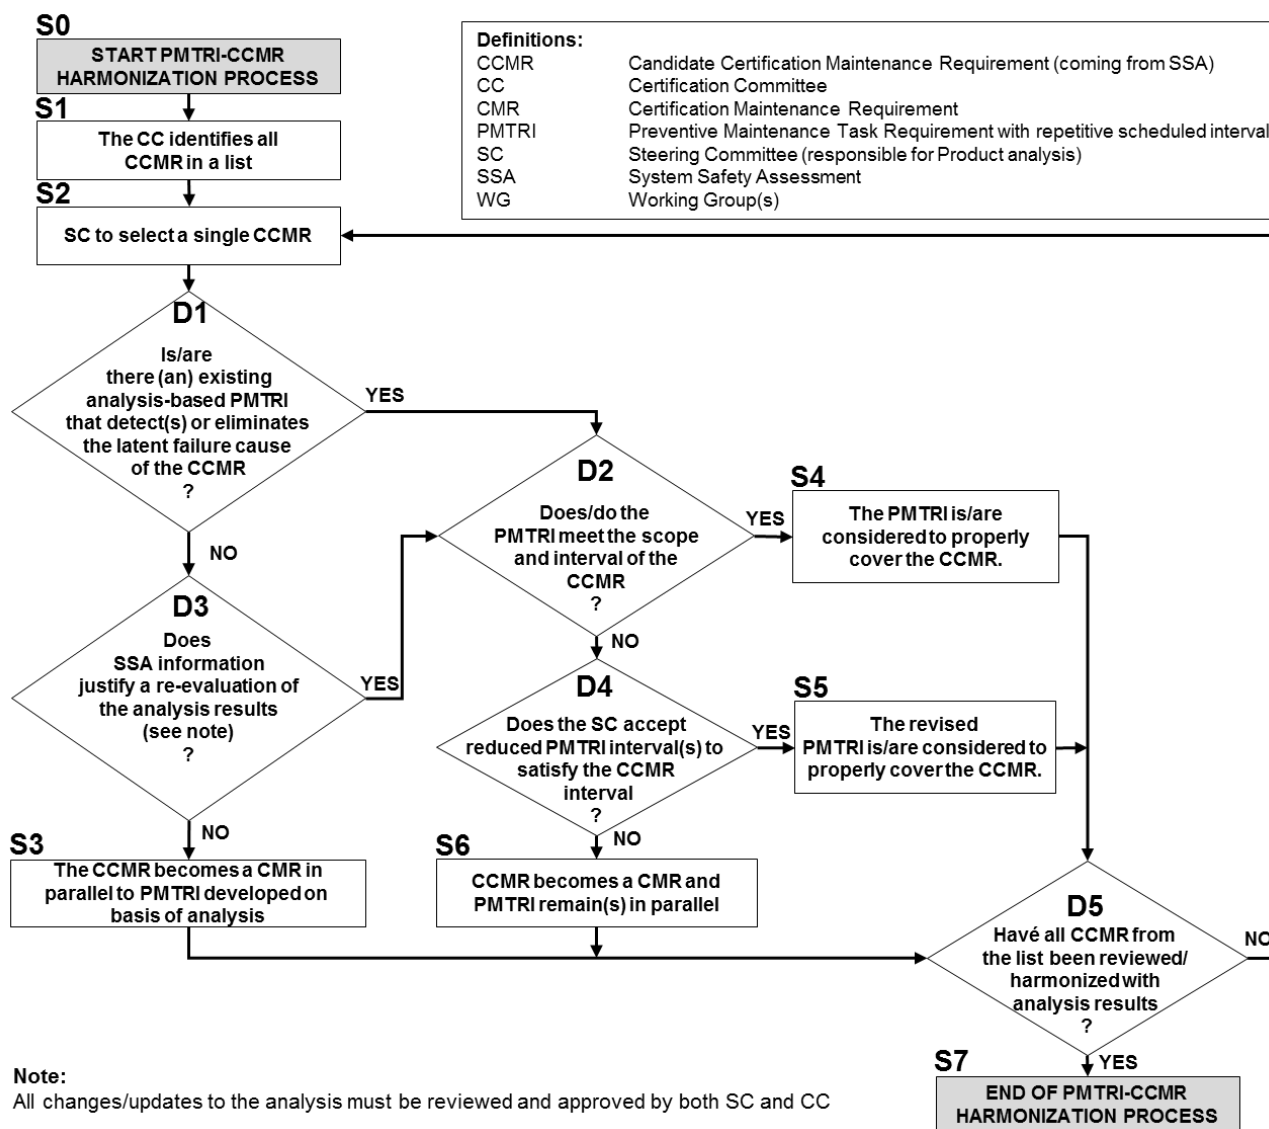 S0
START PMTRI-CCMR
HARMONIZATION PROCESS
Definitions:
CCMR Candidate Certification Maintenance Requirement (coming from SSA)
CC Certification Committee
CMR Certification Maintenance Requirement
PMTRI Preventive Maintenance Task Requirement with repetitive scheduled interval
SC Steering Committee (responsible for Product analysis)
SSA System Safety Assessment
WG Working Group(s)
S1
The CC identifies all
CCMR in a list
S2
SC to select a single CCMR
D1
Is/are
there (an) existing
analysis-based PMTRI
that detect(s) or eliminates
the latent failure cause
of the CCMR
?
YES
NO
D2
Does/do the
PMTRI meet the scope
and interval of the
CCMR
?
YES
NO
S4
The PMTRI is/are
considered to properly
cover the CCMR.
D3
Does
SSA information
justify a re-evaluation of
the analysis results
(see note)
?
YES
NO
D4
Does the SC accept
reduced PMTRI interval(s) to
satisfy the CCMR
interval
?
YES
NO
S5
The revised
PMTRI is/are considered to
properly cover the CCMR.
S3
The CCMR becomes a CMR in
parallel to PMTRI developed on
basis of analysis
S6
CCMR becomes a CMR and
PMTRI remain(s) in parallel
D5
Havé all CCMR from
the list been reviewed/
harmonized with
analysis results
?
NO
YES
S7
END OF PMTRI-CCMR
HARMONIZATION PROCESS
Note:
All changes/updates to the analysis must be reviewed and approved by both SC and CC